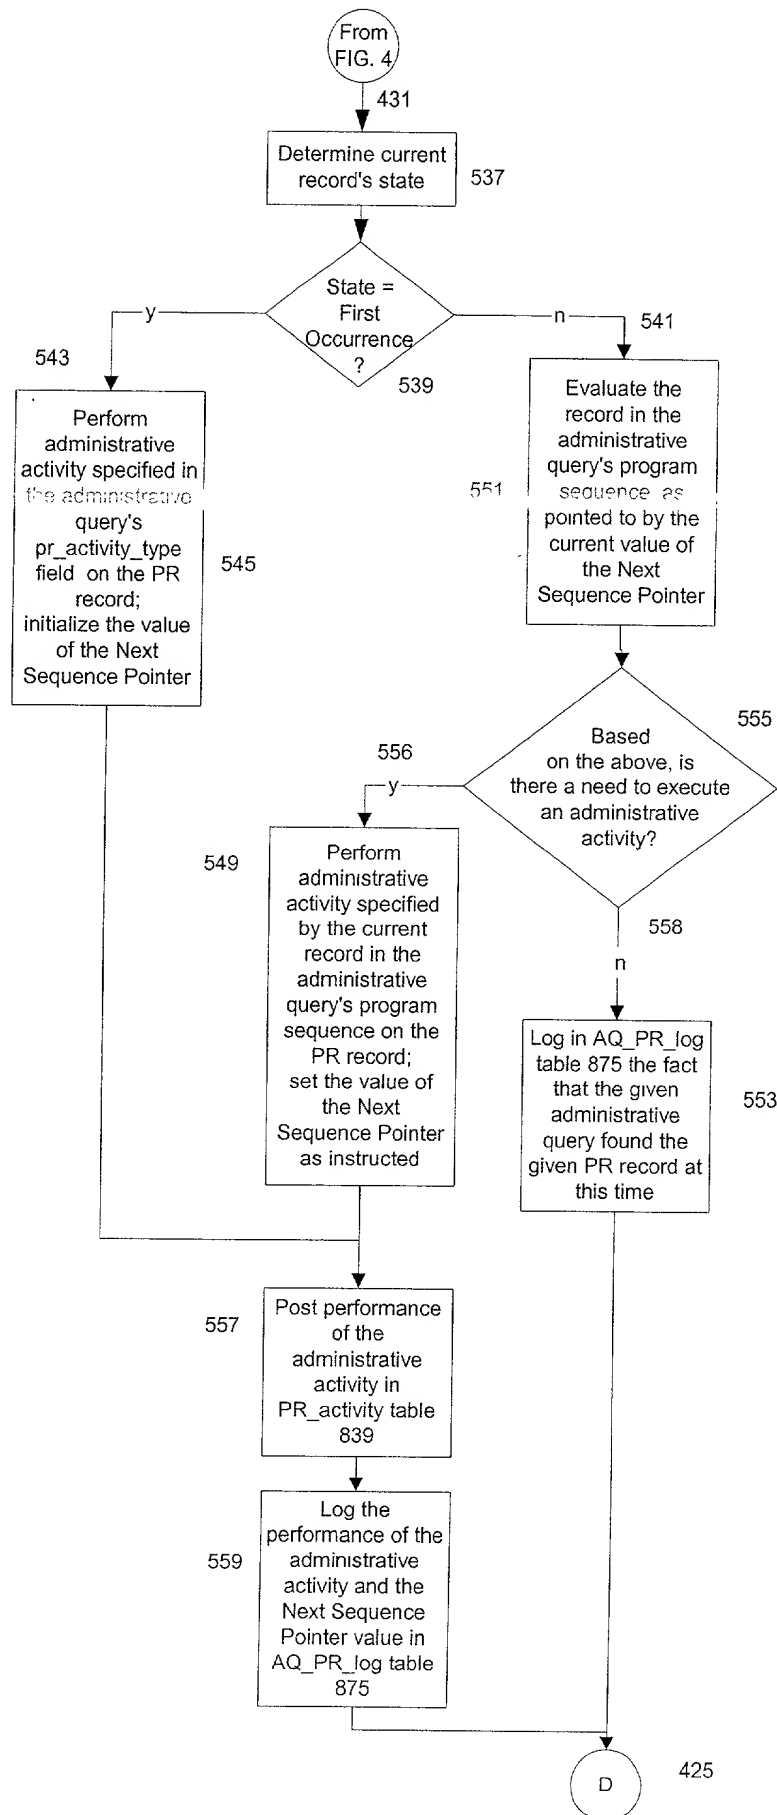 From
FIG. 4
431
Determine current
record's state
537
State =
First
Occurrence
?
539
y
n
541
543
Perform
administrative
activity specified in
the administrative
query's
pr_activity_type
field on the PR
record;
initialize the value
of the Next
Sequence Pointer
545
Evaluate the
record in the
administrative
query's program
sequence as
pointed to by the
current value of
the Next
Sequence Pointer
551
555
Based
on the above, is
there a need to execute
an administrative
activity?
556
y
549
Perform
administrative
activity specified
by the current
record in the
administrative
query's program
sequence on the
PR record;
set the value of
the Next
Sequence Pointer
as instructed
558
n
Log in AQ_PR_log
table 875 the fact
that the given
administrative
query found the
given PR record at
this time
553
557
Post performance
of the
administrative
activity in
PR_activity table
839
559
Log the
performance of the
administrative
activity and the
Next Sequence
Pointer value in
AQ_PR_log table
875
D
425